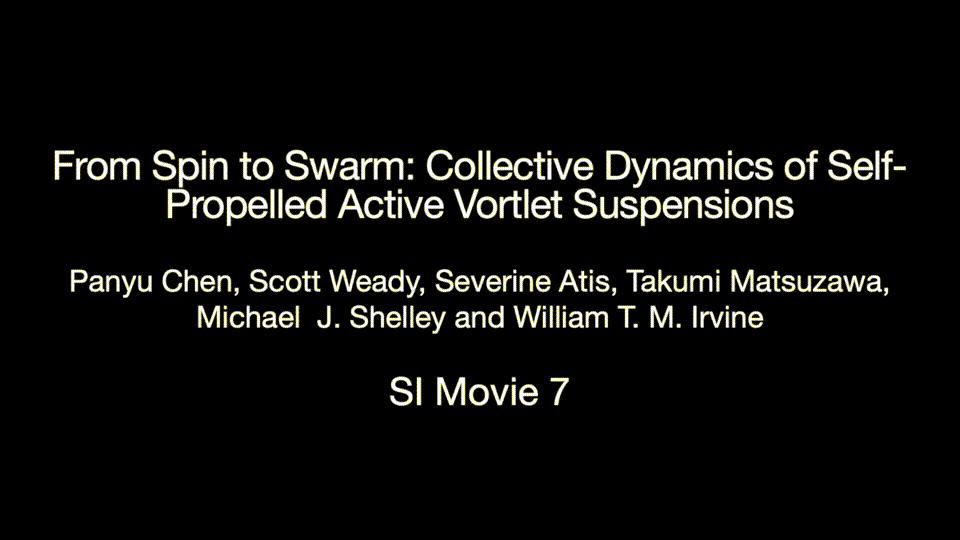 From Spin to Swarm: Collective Dynamics of Self-
Propelled Active Vortlet Suspensions
Panyu Chen, Scott Weady, Severine Atis, Takumi Matsuzawa,
Michael  J. Shelley and William T. M. Irvine
SI Movie 7